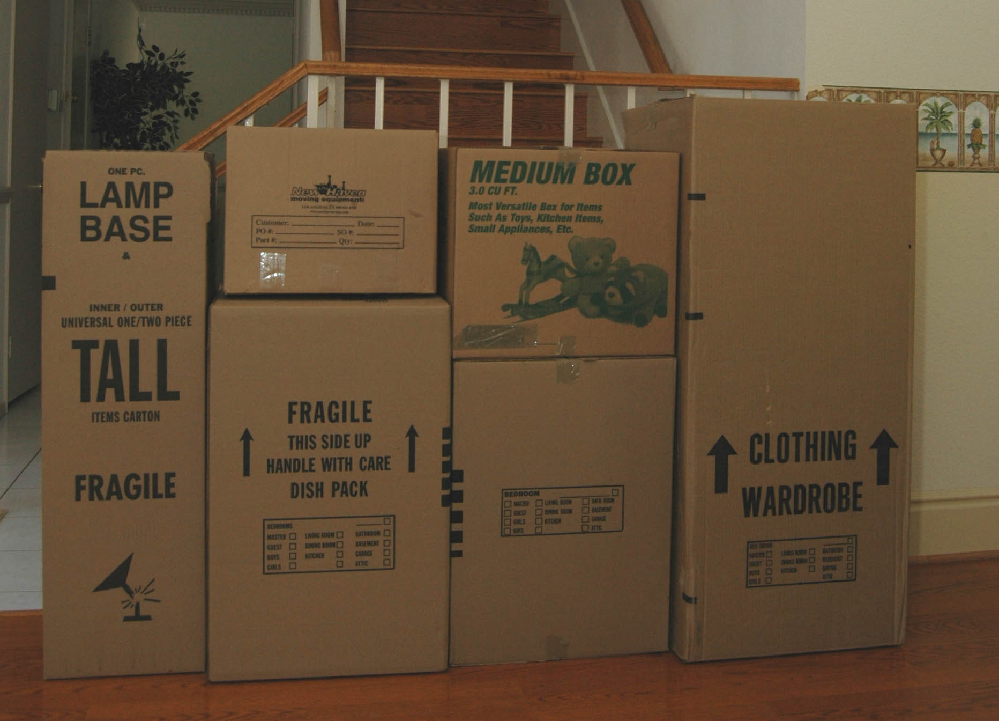 ONE PC.
LAMP
BASE
&
INNER / OUTER
UNIVERSAL ONE/TWO PIECE
TALL
ITEMS CARTON
FRAGILE
New Haven
moving equipment
Customer: Date:
PO #: SO #:
Part #: Qty:
FRAGILE
THIS SIDE UP
HANDLE WITH CARE
DISH PACK
BEDROOMS
MASTER LIVING ROOM BATHROOM
GUEST DINING ROOM BASEMENT
BOYS KITCHEN GARAGE
GIRLS ATTIC
MEDIUM BOX
3.0 CU FT.
Most Versatile Box for Items
Such As Toys, Kitchen Items,
Small Appliances, Etc.
BEDROOM
MASTER LIVING ROOM BATH ROOM
GUEST DINING ROOM BASEMENT
GIRLS KITCHEN GARAGE
BOYS ATTIC
CLOTHING
WARDROBE
MASTER LIVING ROOM BATHROOM
GUEST DINING ROOM BASEMENT
BOYS KITCHEN GARAGE
GIRLS ATTIC